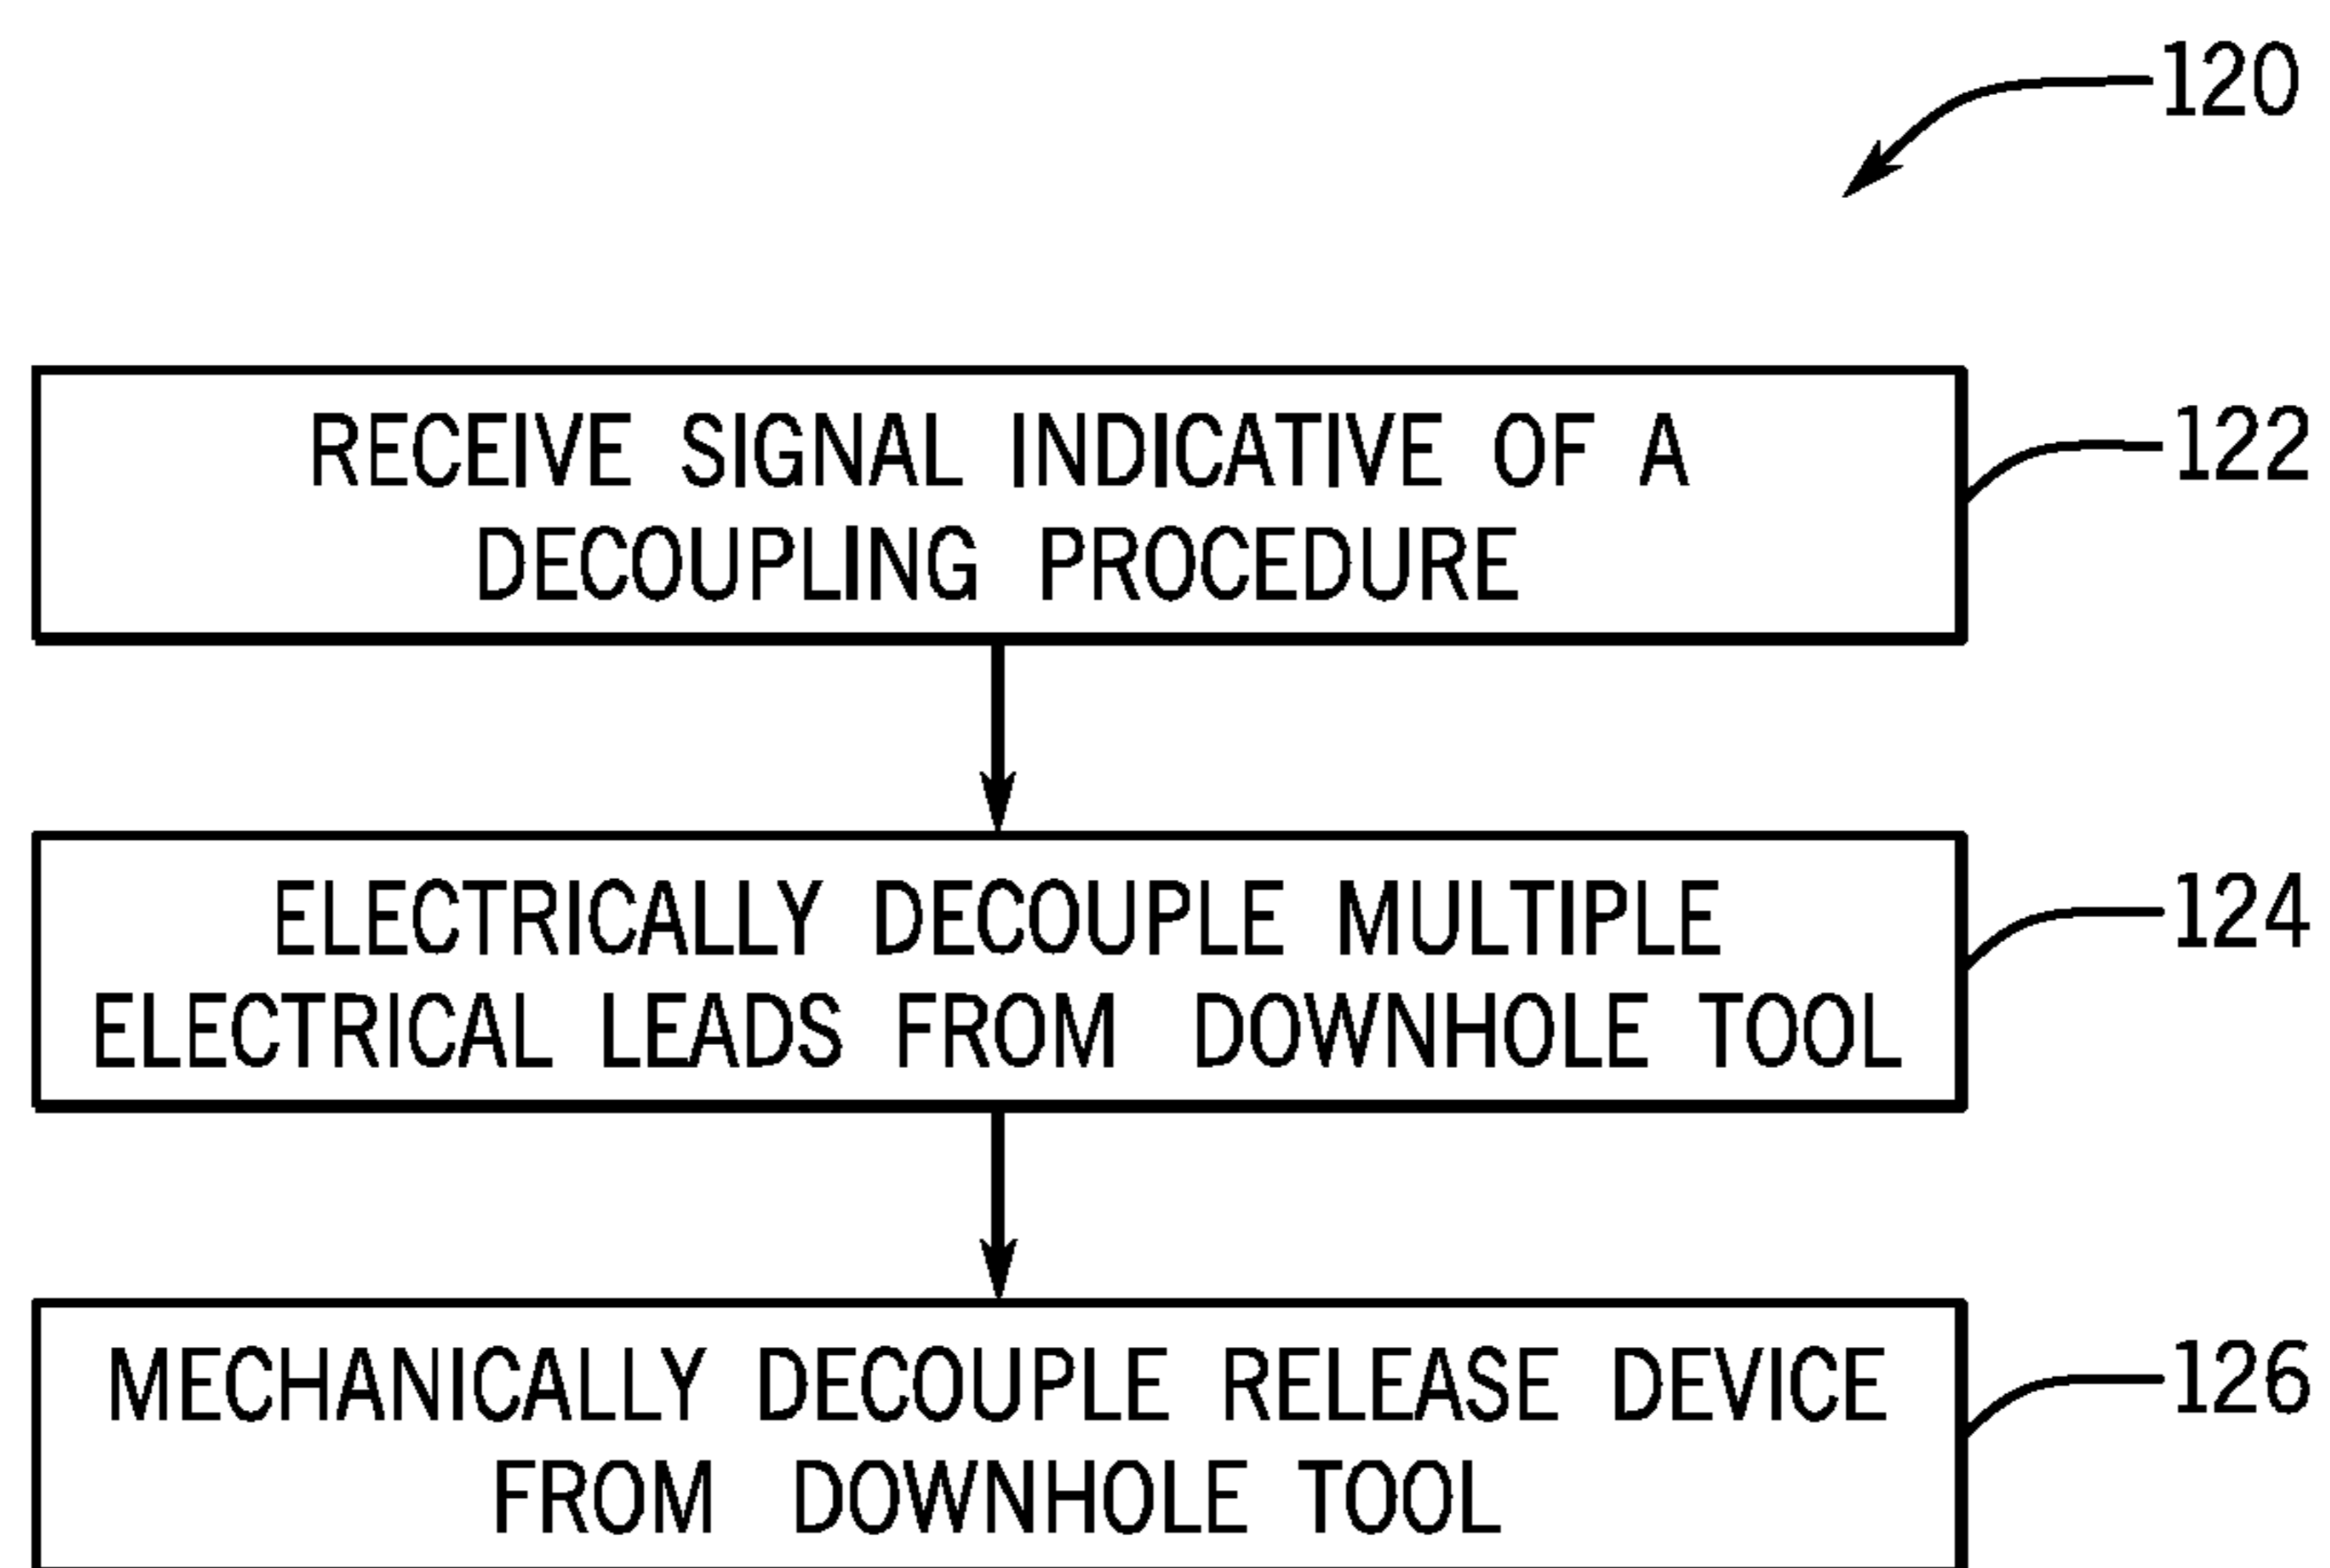 120
RECEIVE SIGNAL INDICATIVE OF A
DECOUPLING PROCEDURE
122
ELECTRICALLY DECOUPLE MULTIPLE
ELECTRICAL LEADS FROM DOWNHOLE TOOL
124
MECHANICALLY DECOUPLE RELEASE DEVICE
FROM DOWNHOLE TOOL
126